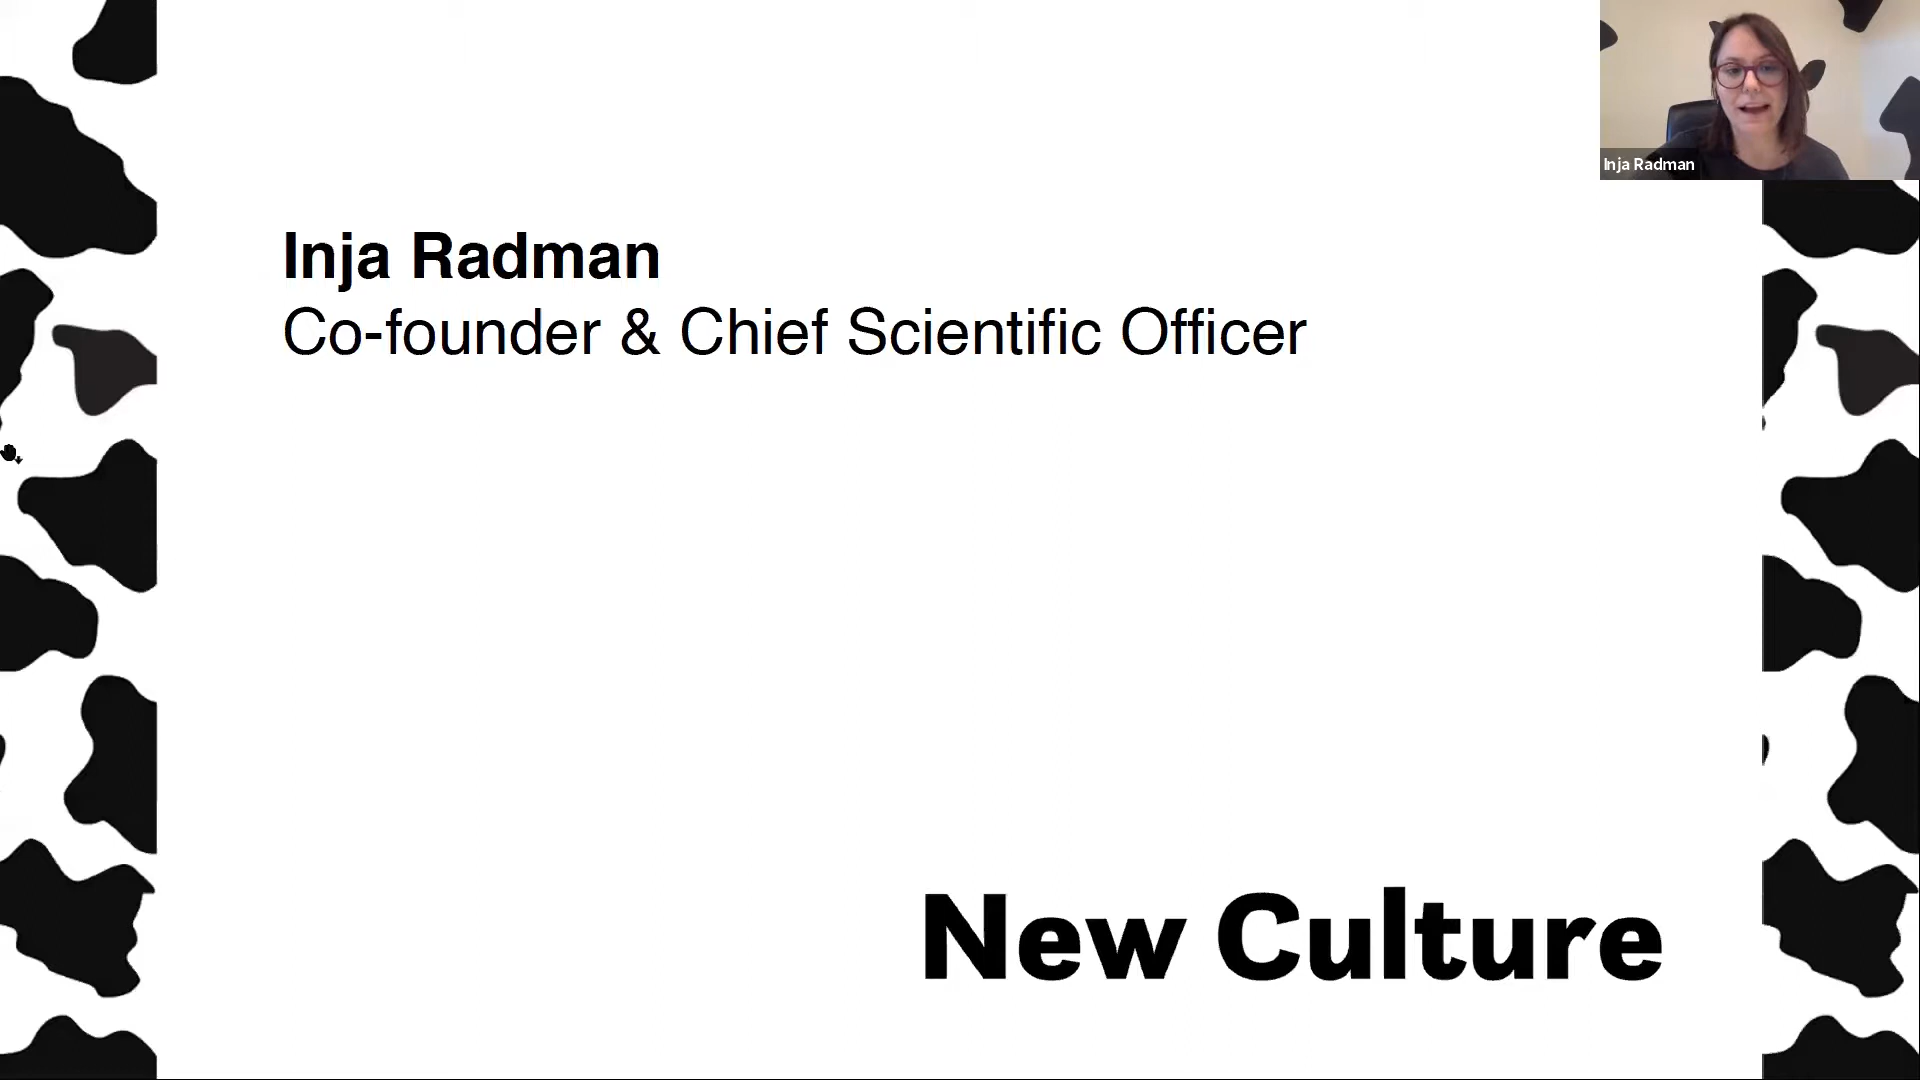 Inja Radman
Inja Radman
Co-founder & Chief Scientific Officer
New Culture